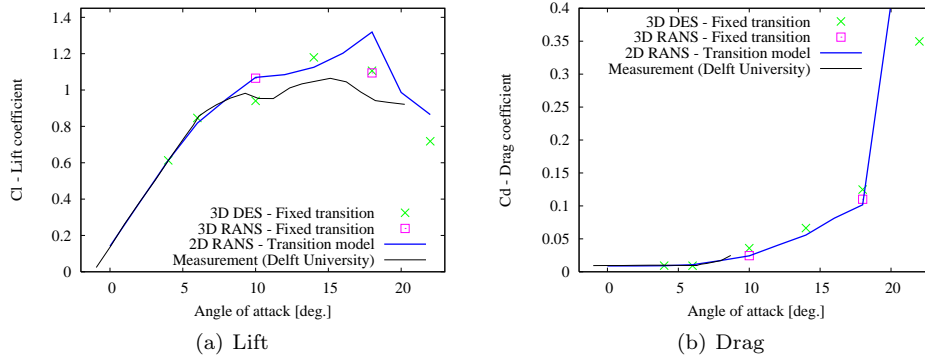 1.4
1.2
1
0.8
0.6
0.4
0.2
0
0
5
10
15
20
Cl - Lift coefficient
Angle of attack [deg.]
3D DES - Fixed transition
3D RANS - Fixed transition
2D RANS - Transition model
Measurement (Delft University)
(a) Lift
0.4
0.35
0.3
0.25
0.2
0.15
0.1
0.05
0
0
5
10
15
20
Cd - Drag coefficient
Angle of attack [deg.]
3D DES - Fixed transition
3D RANS - Fixed transition
2D RANS - Transition model
Measurement (Delft University)
(b) Drag